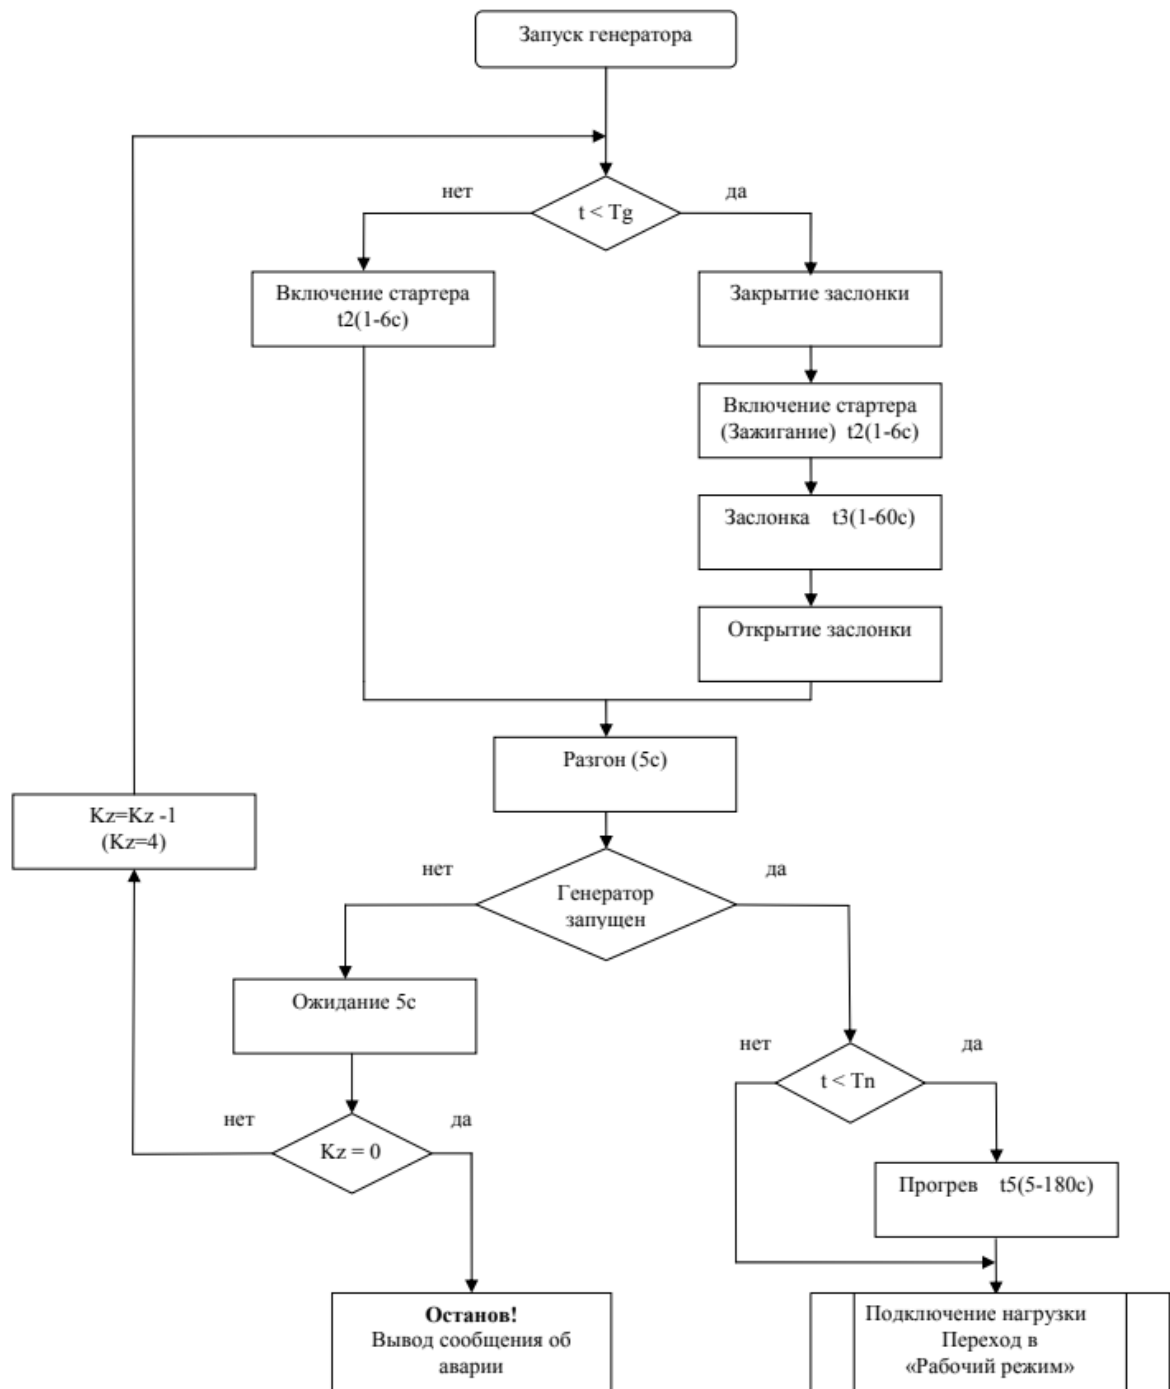 Запуск генератора
нет
да
t < Tg
Включение стартера
t2(1-6с)
Закрытие заслонки
Включение стартера
(Зажигание) t2(1-6с)
Заслонка t3(1-60с)
Открытие заслонки
Разгон (5с)
Kz=Kz -1
(Kz=4)
нет
да
Генератор
запущен
Ожидание 5с
нет
да
t < Tn
нет
да
Kz = 0
Прогрев t5(5-180с)
Останов!
Вывод сообщения об
аварии
Подключение нагрузки
Переход в
«Рабочий режим»